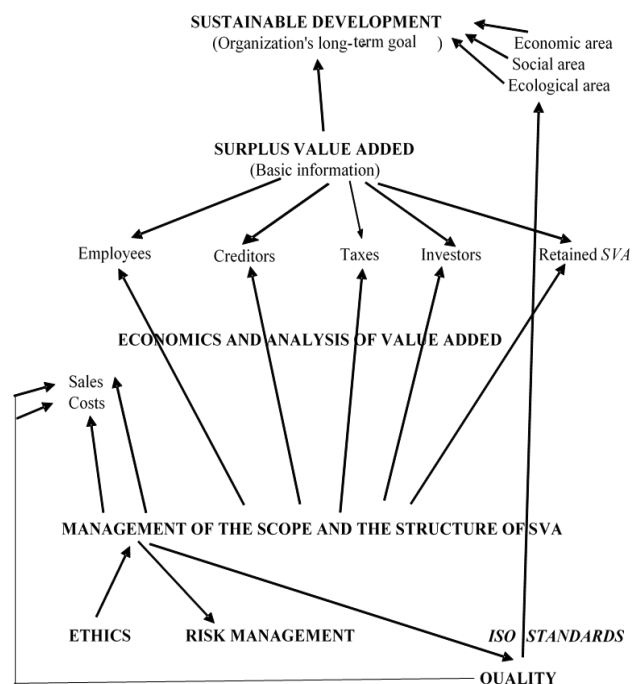 SUSTAINABLE DEVELOPMENT
(Organization's long-term goal )
Economic area
Social area
Ecological area
SURPLUS VALUE ADDED
(Basic information)
Employees
Creditors
Taxes
Investors
Retained SVA
ECONOMICS AND ANALYSIS OF VALUE ADDED
Sales
Costs
MANAGEMENT OF THE SCOPE AND THE STRUCTURE OF SVA
ETHICS
RISK MANAGEMENT
ISO STANDARDS
QUALITY